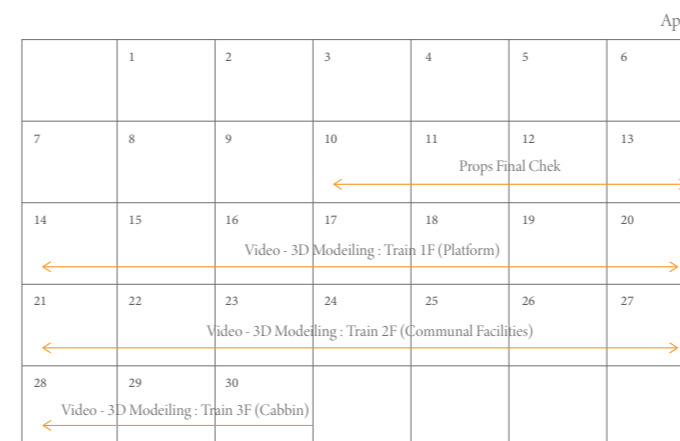 Ap
1 2 3 4 5 6
7 8 9 10 11 12 13
Props Final Chek
14 15 16 17 18 19 20
Video - 3D Modeiling : Train 1F (Platform)
21 22 23 24 25 26 27
Video - 3D Modeiling : Train 2F (Communal Facilities)
28 29 30
Video - 3D Modeiling : Train 3F (Cabbin)